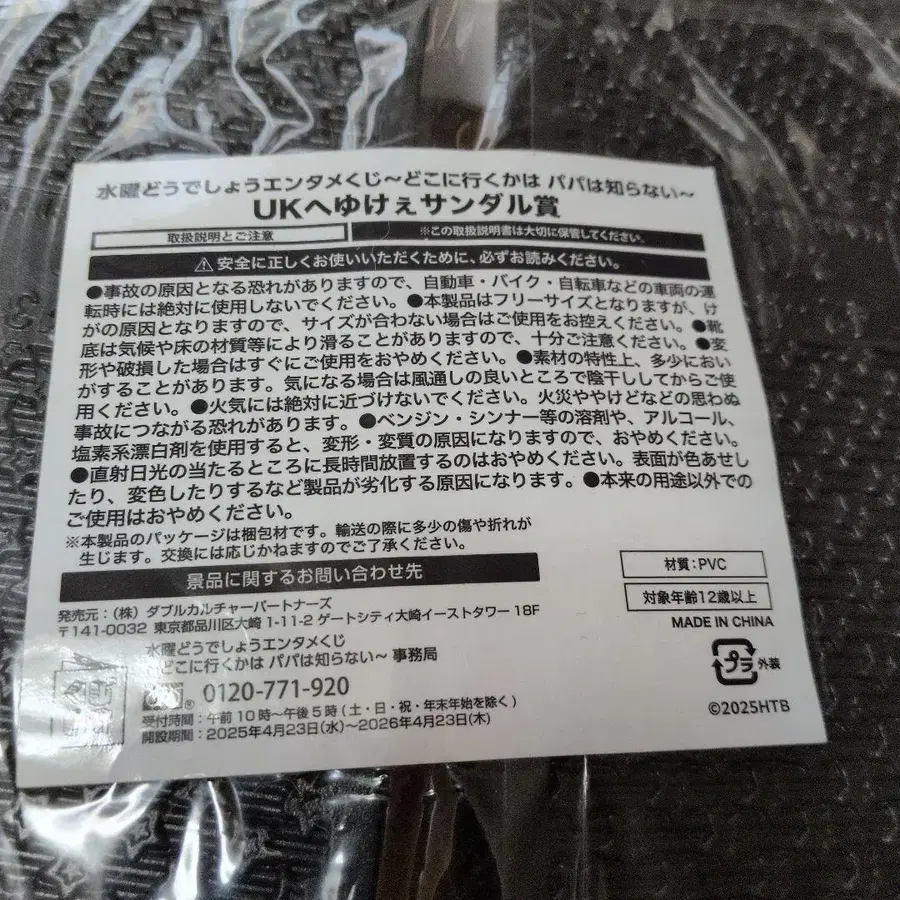 水曜どうでしょうエンタメくじ～どこに行くかは パパは知らない～
UKへゆけぇサンダル賞
取扱説明とご注意
※この取扱説明書は大切に保管してください。
⚠安全に正しくお使いいただくために、必ずお読みください。
●事故の原因となる恐れがありますので、自動車・バイク・自転車などの車両の運
転時には絶対に使用しないでください。●本製品はフリーサイズとなりますが、け
がの原因となりますので、サイズが合わない場合はご使用をお控えください。●靴
底は気候や床の材質等により滑ることがありますので、十分ご注意ください。●変
形や破損した場合はすぐにご使用をおやめください。●素材の特性上、多少におい
がすることがあります。気になる場合は風通しの良いところで陰干ししてからご使
用ください。●火気には絶対に近づけないでください。火災ややけどなどの思わぬ
事故につながる恐れがあります。●ベンジン・シンナー等の溶剤や、アルコール、
塩素系漂白剤を使用すると、変形・変質の原因になりますので、おやめください。
●直射日光の当たるところに長時間放置するのはおやめください。表面が色あせし
たり、変色したりするなど製品が劣化する原因になります。●本来の用途以外での
ご使用はおやめください。
※本製品のパッケージは梱包材です。輸送の際に多少の傷や折れが
生じます。交換には応じかねますのでご了承ください。
景品に関するお問い合わせ先
発売元：（株）ダブルカルチャーパートナーズ
〒141-0032 東京都品川区大崎 1-11-2 ゲートシティ大崎イーストタワー 18F
水曜どうでしょうエンタメくじ
どこに行くかは パパは知らない～ 事務局
0120-771-920
受付時間：午前10時～午後5時（土・日・祝・年末年始を除く）
開設期間：2025年4月23日（水）～2026年4月23日（木）
材質：PVC
対象年齢12歳以上
MADE IN CHINA
プラ 外装
©2025HTB